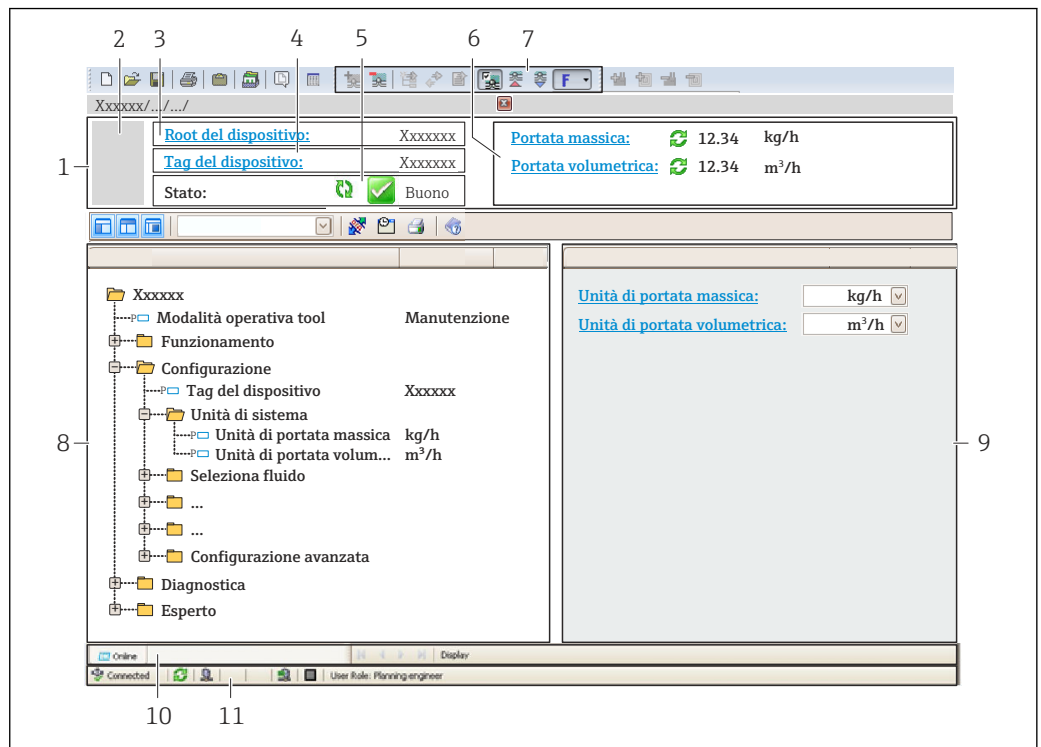 2 3 4 5 6 7
F
Xxxxxx/.../.../
1
Root del dispositivo: Xxxxxxx
Tag del dispositivo: Xxxxxxx
Stato: Buono
Portata massica: 12.34 kg/h
Portata volumetrica: 12.34 m³/h
Xxxxxx
P Modalità operativa tool Manutenzione
Funzionamento
Configurazione
P Tag del dispositivo Xxxxxx
Unità di sistema
P Unità di portata massica kg/h
P Unità di portata volum... m³/h
Seleziona fluido
...
...
Configurazione avanzata
Diagnostica
Esperto
8
Unità di portata massica: kg/h
Unità di portata volumetrica: m³/h
9
Online Display
Connected User Role: Planning engineer
10 11